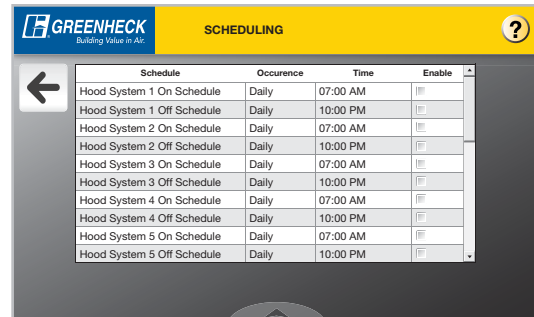 GREENHECK
Building Value in Air.
SCHEDULING
?
Schedule Occurence Time Enable
Hood System 1 On Schedule Daily 07:00 AM
Hood System 1 Off Schedule Daily 10:00 PM
Hood System 2 On Schedule Daily 07:00 AM
Hood System 2 Off Schedule Daily 10:00 PM
Hood System 3 On Schedule Daily 07:00 AM
Hood System 3 Off Schedule Daily 10:00 PM
Hood System 4 On Schedule Daily 07:00 AM
Hood System 4 Off Schedule Daily 10:00 PM
Hood System 5 On Schedule Daily 07:00 AM
Hood System 5 Off Schedule Daily 10:00 PM